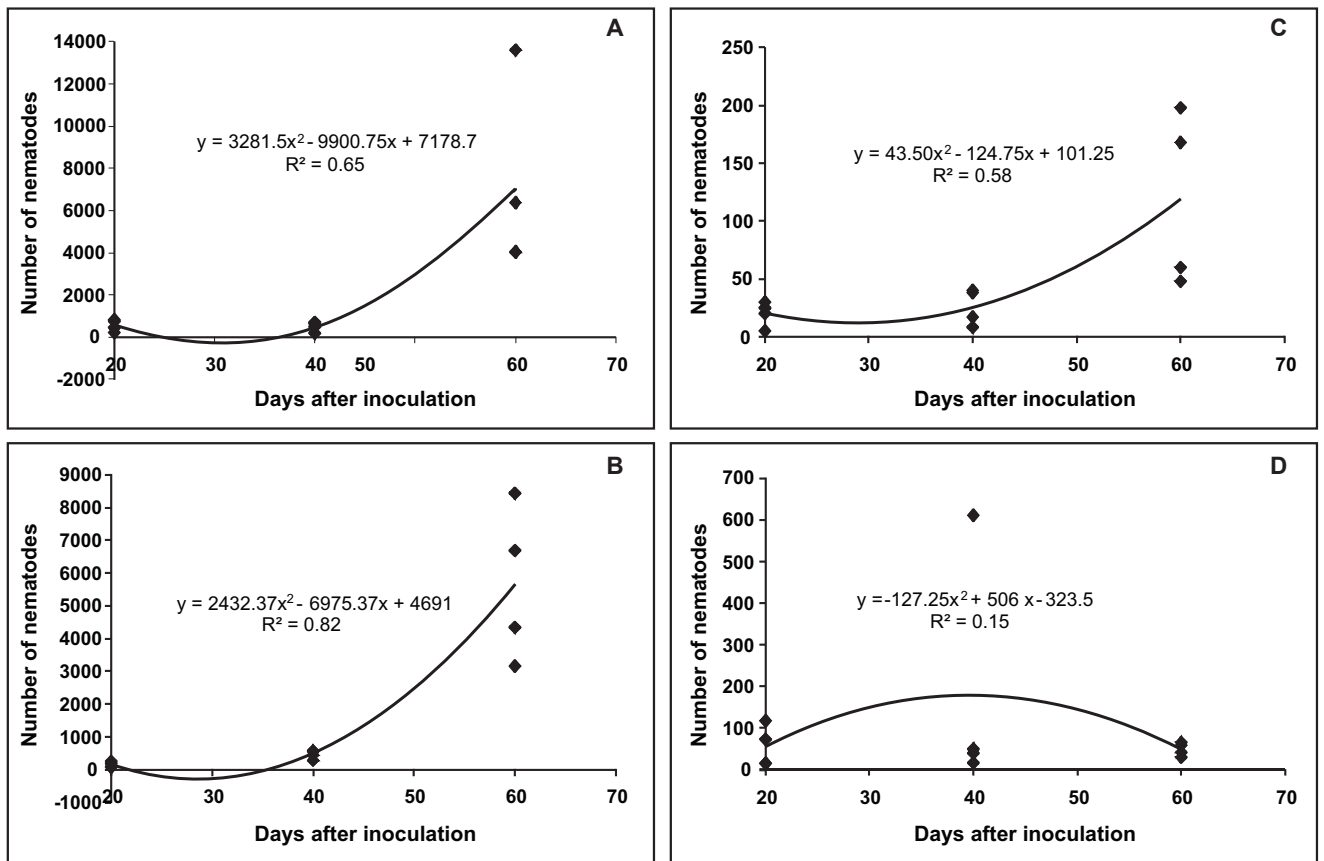 A
Number of nematodes
14000
12000
10000
8000
6000
4000
2000
0
-2000
y = 3281.5x² - 9900.75x + 7178.7
R² = 0.65
20 30 40 50 60 70
Days after inoculation
C
Number of nematodes
250
200
150
100
50
0
y = 43.50x² - 124.75x + 101.25
R² = 0.58
20 30 40 50 60 70
Days after inoculation
B
Number of nematodes
9000
8000
7000
6000
5000
4000
3000
2000
1000
0
-1000
y = 2432.37x² - 6975.37x + 4691
R² = 0.82
20 30 40 50 60 70
Days after inoculation
D
Number of nematodes
700
600
500
400
300
200
100
0
y =-127.25x² + 506 x-323.5
R² = 0.15
20 30 40 50 60 70
Days after inoculation